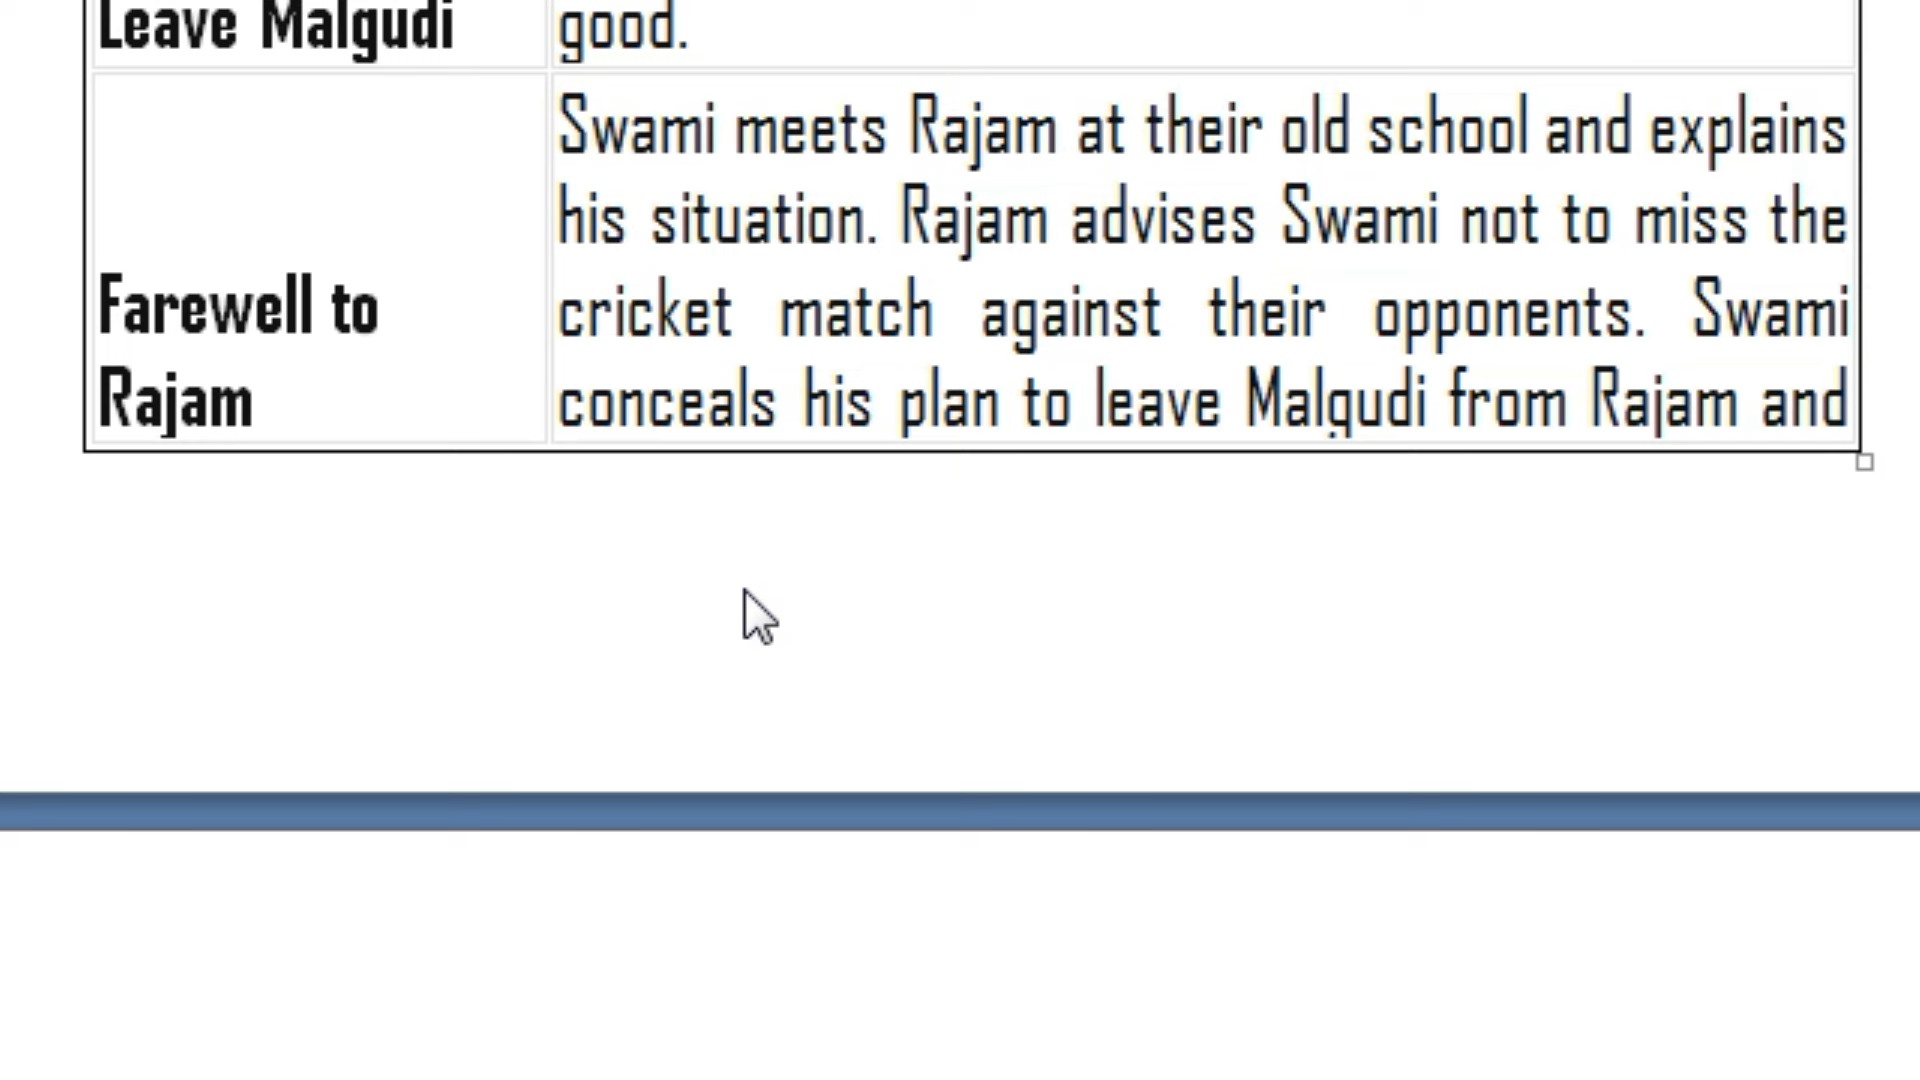 Leave Malgudi
good.
Farewell to
Rajam
Swami meets Rajam at their old school and explains
his situation. Rajam advises Swami not to miss the
cricket match against their opponents. Swami
conceals his plan to leave Malgudi from Rajam and